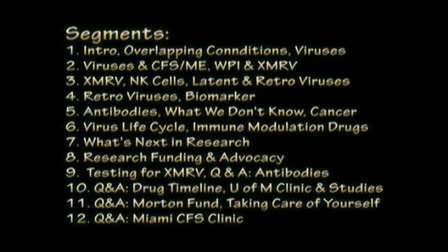 Segments:
1. Intro, Overlapping Connditions, Viruses
2. Viruses & CFS/ME, WPI & XMRV
3. XMRV, NK Cells, Latent & Retro Viruses
4. Retro Viruses, Biomarker
5. Antibodies, What We Don't Know, Cancer
6. Virus Life Cycle, Immune Modulation Drugs
7. What's Next in Research
8. Research Funding & Advocacy
9. Testing for XMRV, Q & A: Antibodies
10. Q&A: Drug Timeline, U of M Clinic & Studies
11. Q&A: Morton Fund, Taking Care of Yourself
12. Q&A: Miami CFS Clinic